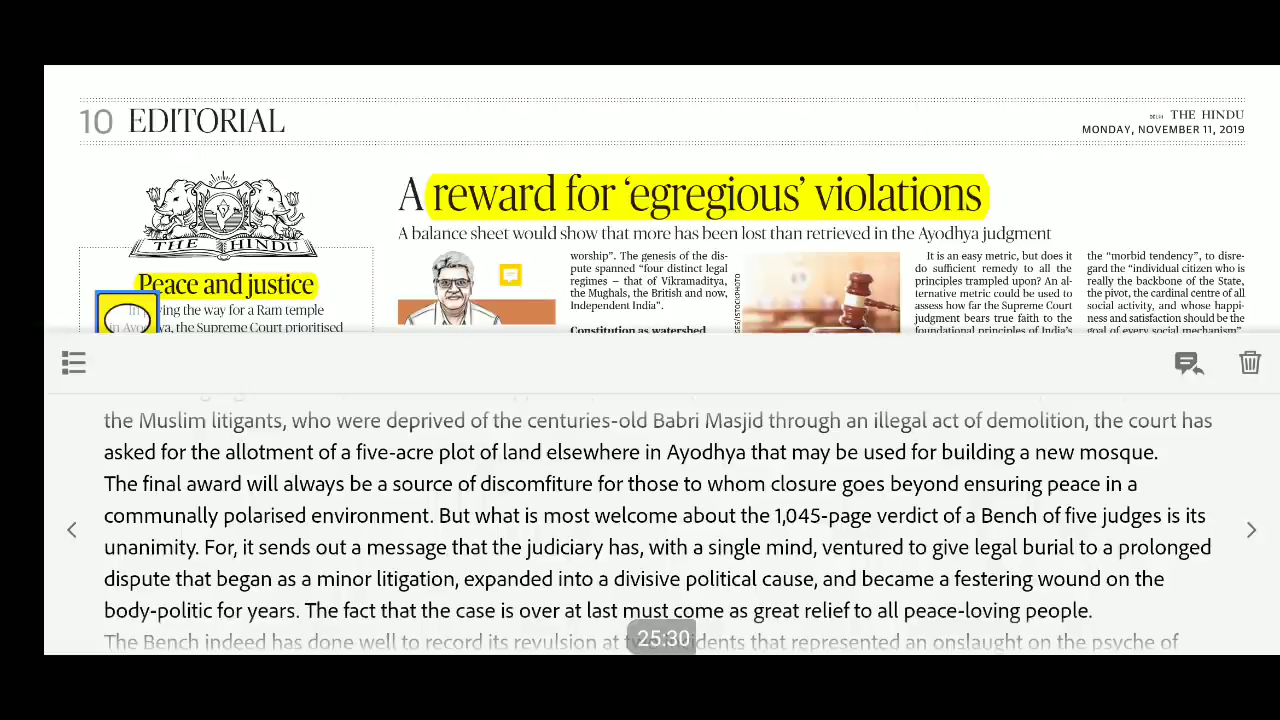 10 EDITORIAL
DELHI THE HINDU
MONDAY, NOVEMBER 11, 2019
THE HINDU
A reward for ‘egregious’ violations
A balance sheet would show that more has been lost than retrieved in the Ayodhya judgment
Peace and justice
ving the way for a Ram temple
in Ayo ya, the Supreme Court prioritised
worship”. The genesis of the dis-
pute spanned “four distinct legal
regimes – that of Vikramaditya,
the Mughals, the British and now,
Independent India”.
Constitution as watershed
GES/ISTOCKPHOTO
It is an easy metric, but does it
do sufficient remedy to all the
principles trampled upon? An al-
ternative metric could be used to
assess how far the Supreme Court
judgment bears true faith to the
foundational principles of India’s
the “morbid tendency”, to disre-
gard the “individual citizen who is
really the backbone of the State,
the pivot, the cardinal centre of all
social activity, and whose happi-
ness and satisfaction should be the
goal of every social mechanism”.
the Muslim litigants, who were deprived of the centuries-old Babri Masjid through an illegal act of demolition, the court has
asked for the allotment of a five-acre plot of land elsewhere in Ayodhya that may be used for building a new mosque.
The final award will always be a source of discomfiture for those to whom closure goes beyond ensuring peace in a
communally polarised environment. But what is most welcome about the 1,045-page verdict of a Bench of five judges is its
unanimity. For, it sends out a message that the judiciary has, with a single mind, ventured to give legal burial to a prolonged
dispute that began as a minor litigation, expanded into a divisive political cause, and became a festering wound on the
body-politic for years. The fact that the case is over at last must come as great relief to all peace-loving people.
The Bench indeed has done well to record its revulsion at idents that represented an onslaught on the psyche of
25:30